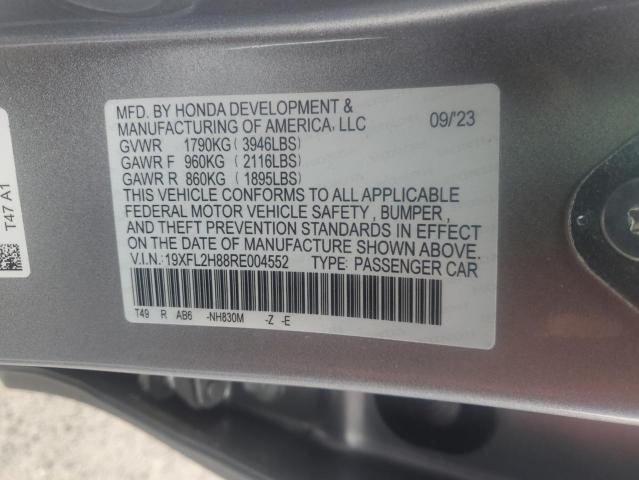 MFD. BY HONDA DEVELOPMENT &
MANUFACTURING OF AMERICA, LLC 09/'23
GVWR 1790KG (3946LBS)
GAWR F 960KG (2116LBS)
GAWR R 860KG (1895LBS)
THIS VEHICLE CONFORMS TO ALL APPLICABLE
FEDERAL MOTOR VEHICLE SAFETY , BUMPER,
AND THEFT PREVENTION STANDARDS IN EFFECT
ON THE DATE OF MANUFACTURE SHOWN ABOVE.
V.I.N.: 19XFL2H88RE004552 TYPE: PASSENGER CAR
T49 R AB6 -NH830M -Z -E
T47 A1